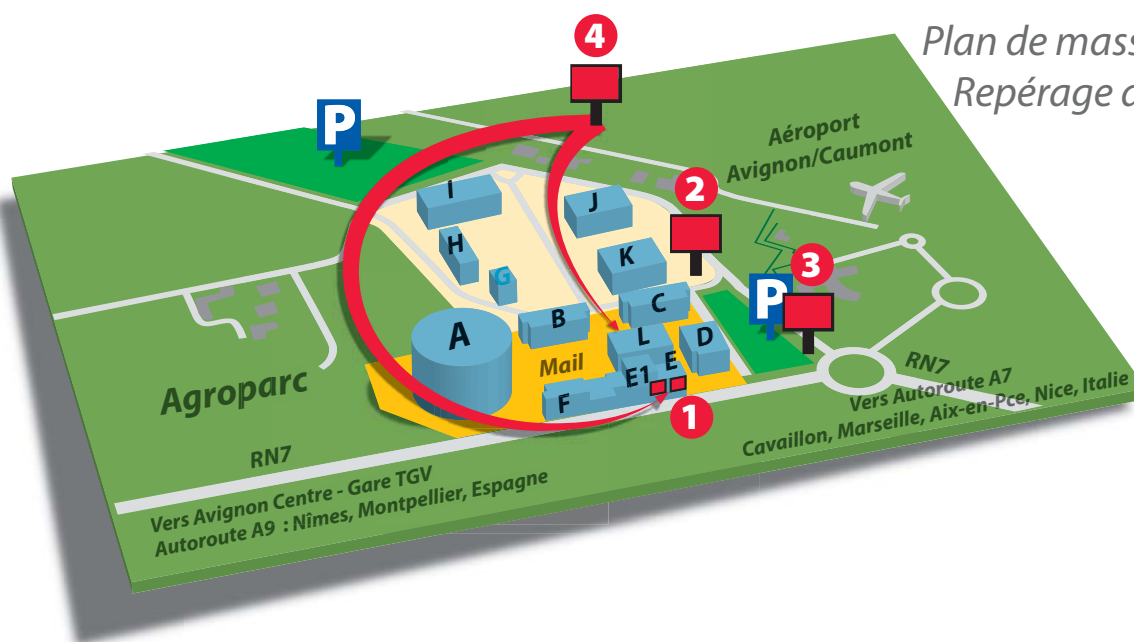 Plan de mass
Repérage d
4
P
Aéroport
Avignon/Caumont
2
I
J
H
K
G
3
P
C
B
A
L
D
Mail
E
E1
F
1
Agroparc
RN7
Vers Autoroute A7
Cavaillon, Marseille, Aix-en-Pce, Nice, Italie
RN7
Vers Avignon Centre - Gare TGV
Autoroute A9 : Nîmes, Montpellier, Espagne